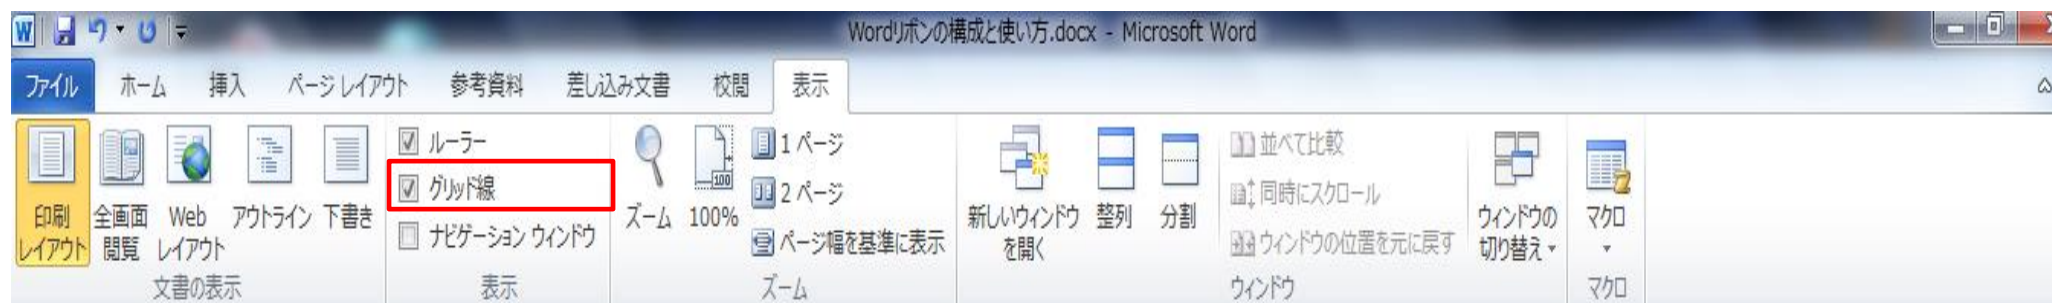 Wordリボンの構成と使い方.docx - Microsoft Word
ファイル ホーム 挿入 ページ レイアウト 参考資料 差し込み文書 校閲 表示
印刷
レイアウト
全画面
閲覧
Web
レイアウト
アウトライン
下書き
文書の表示
ルーラー
グリッド線
ナビゲーション ウィンドウ
表示
ズーム
100
100%
1 ページ
2 ページ
ページ幅を基準に表示
ズーム
新しいウィンドウ
を開く
整列
分割
並べて比較
同時にスクロール
ウィンドウの位置を元に戻す
ウィンドウの
切り替え
ウィンドウ
マクロ
マクロ